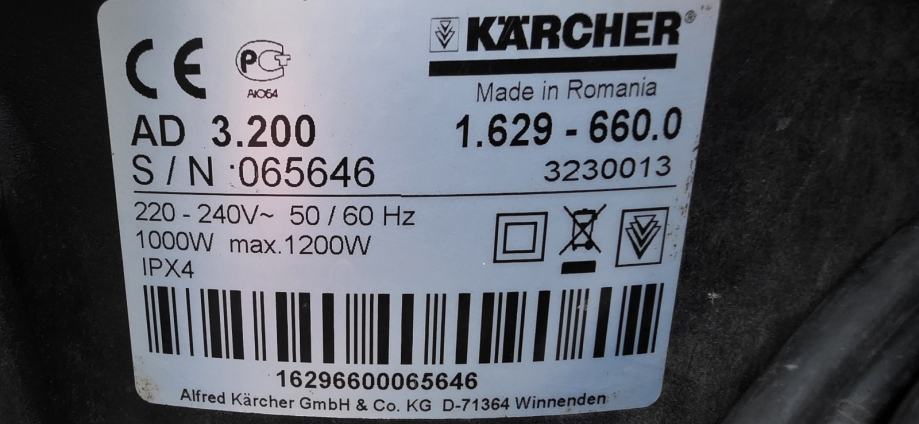 KÄRCHER®
CE PC
AЮ64
Made in Romania
AD 3.200 1.629 - 660.0
S / N :065646 3230013
220 - 240V~ 50 / 60 Hz
1000W max.1200W
IPX4
16296600065646
Alfred Kärcher GmbH & Co. KG D-71364 Winnenden